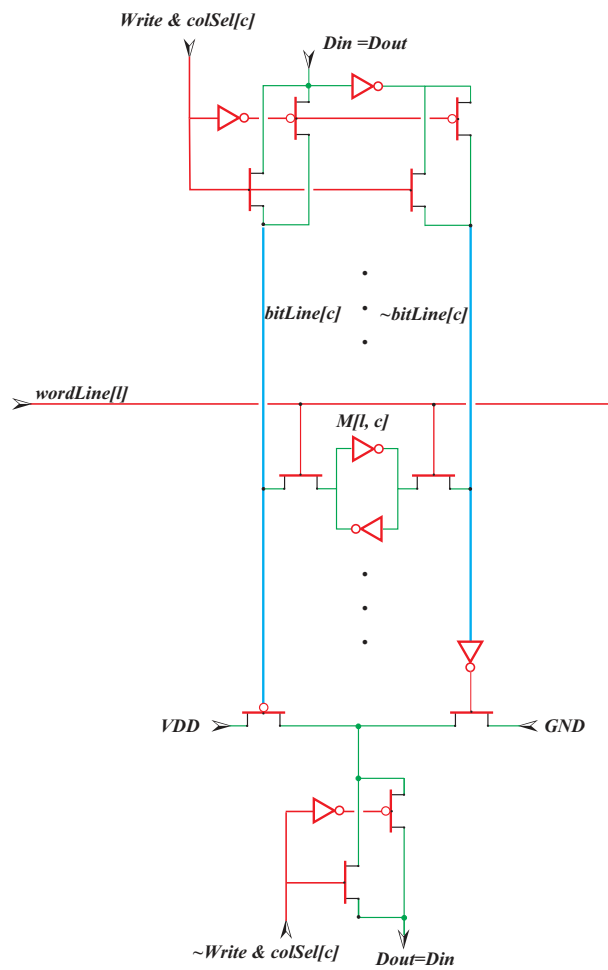 Write & colSel[c]
Din =Dout
bitLine[c]
~bitLine[c]
wordLine[l]
M[l, c]
VDD
GND
~Write & colSel[c]
Dout=Din